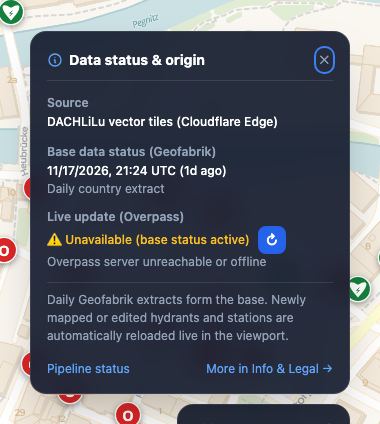 Pegnitz
Data status & origin
Source
DACHLiLu vector tiles (Cloudflare Edge)
Base data status (Geofabrik)
11/17/2026, 21:24 UTC (1d ago)
Daily country extract
Live update (Overpass)
Unavailable (base status active)
Overpass server unreachable or offline
Daily Geofabrik extracts form the base. Newly
mapped or edited hydrants and stations are
automatically reloaded live in the viewport.
Pipeline status More in Info & Legal →
Heubrücke
O
O
O